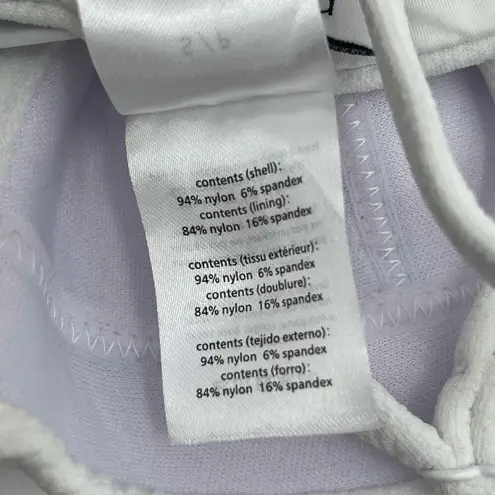 S/P
contents (shell):
94% nylon 6% spandex
contents (lining):
84% nylon 16% spandex
contents (tissu extérieur):
94% nylon 6% spandex
contents (doublure):
84% nylon 16% spandex
contents (tejido externo):
94% nylon 6% spandex
contents (forro):
84% nylon 16% spandex